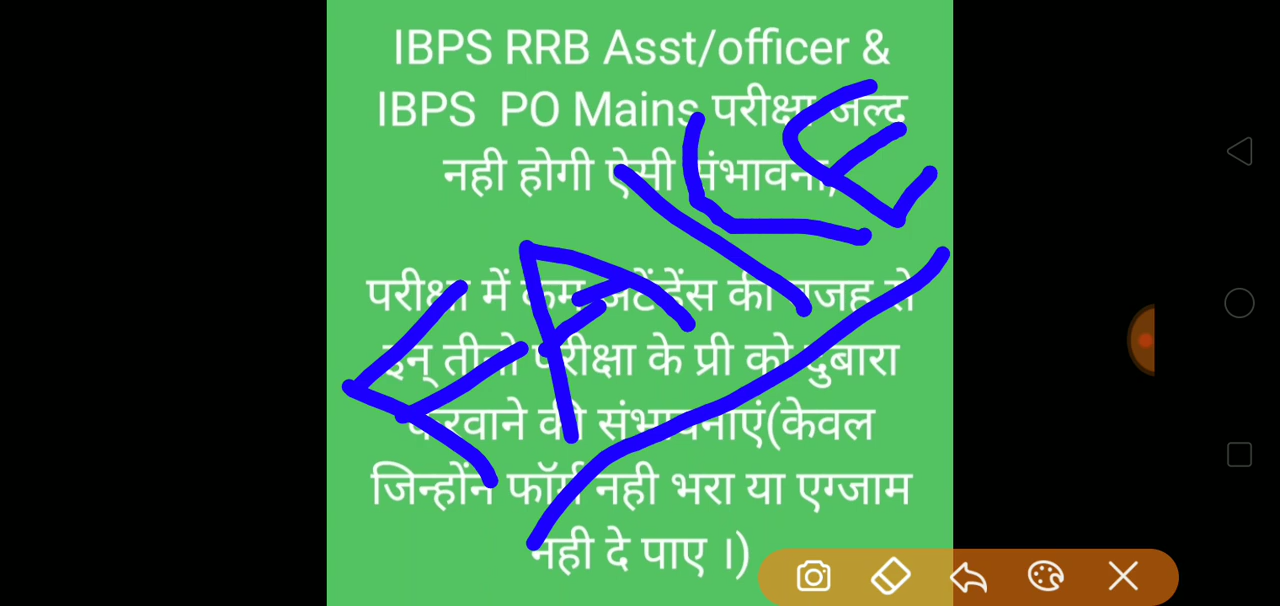 IBPS RRB Asst/officer &
IBPS PO Mains परीक्षा जल्द
नही होगी ऐसी संभावना,
परीक्षा में कम अटेंडेंस की वजह से
इन् तीनो परीक्षा के प्री को दुबारा
करवाने की संभावनाएं(केवल
जिन्होंने फॉर्म नही भरा या एग्जाम
नही दे पाए ।)
FAKE